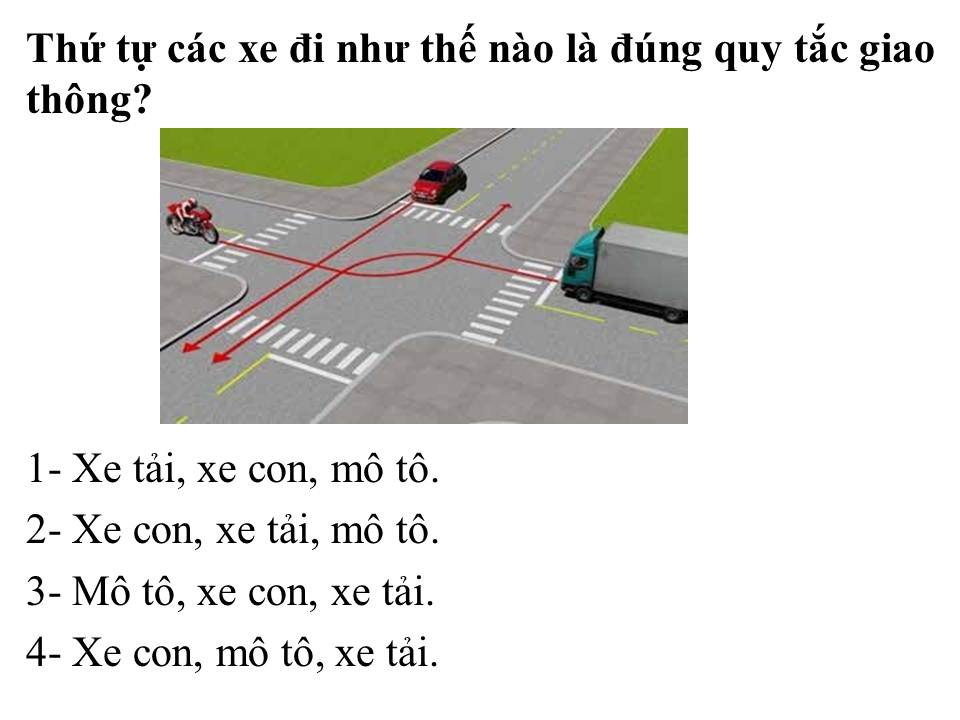 Thứ tự các xe đi như thế nào là đúng quy tắc giao
thông?
1- Xe tải, xe con, mô tô.
2- Xe con, xe tải, mô tô.
3- Mô tô, xe con, xe tải.
4- Xe con, mô tô, xe tải.